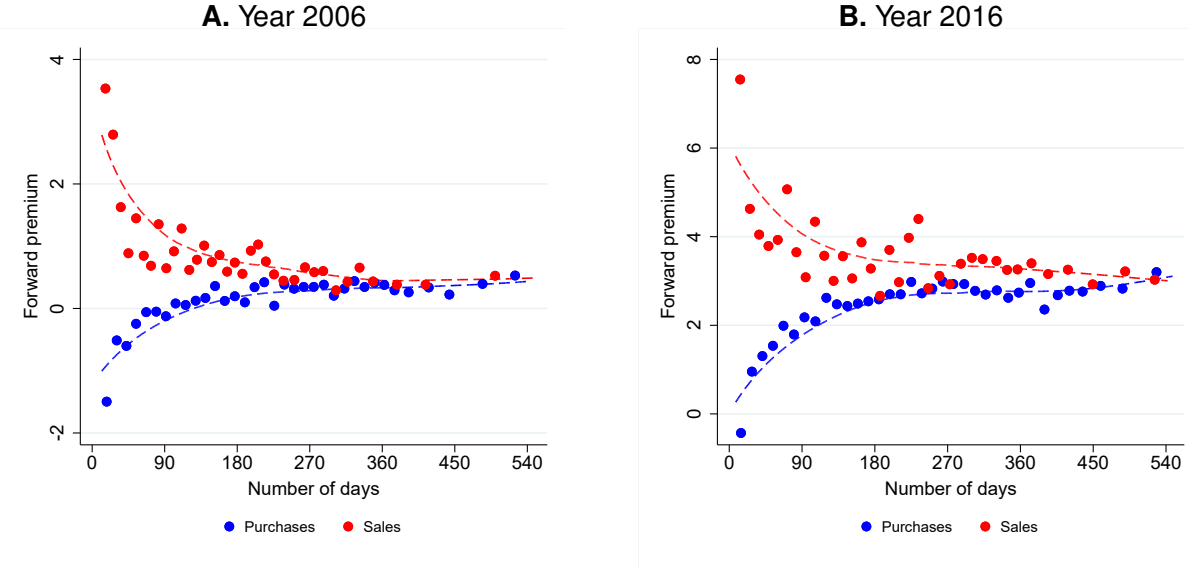 A. Year 2006
Forward premium
4
2
0
-2
0 90 180 270 360 450 540
Number of days
Purchases Sales
B. Year 2016
Forward premium
8
6
4
2
0
0 90 180 270 360 450 540
Number of days
Purchases Sales